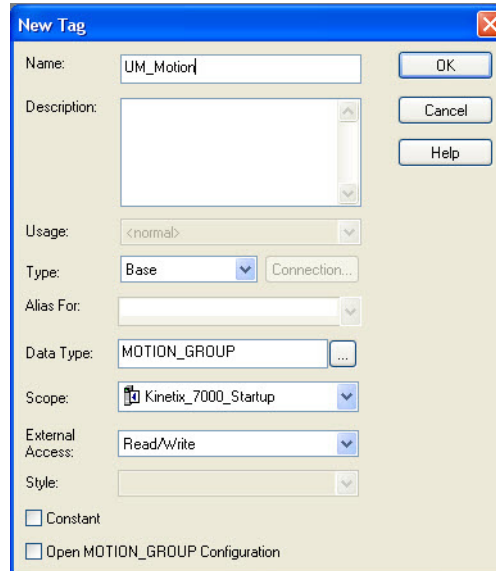 New Tag
Name: UM_Motion OK
Description: Cancel
Help
Usage: <normal>
Type: Base Connection...
Alias For:
Data Type: MOTION_GROUP ...
Scope: Kinetix_7000_Startup
External
Access: Read/Write
Style:
Constant
Open MOTION_GROUP Configuration